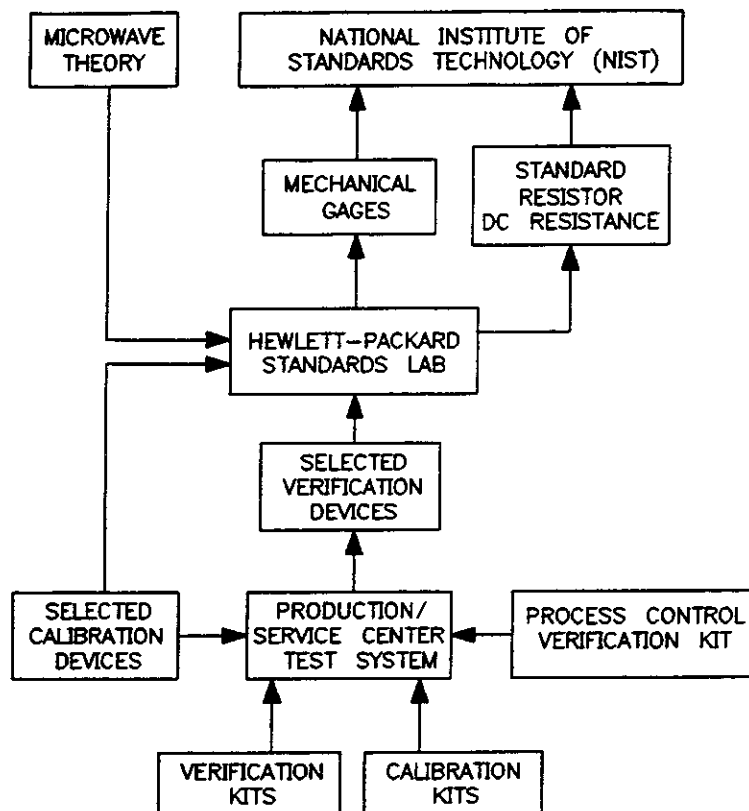 MICROWAVE
THEORY
NATIONAL INSTITUTE OF
STANDARDS TECHNOLOGY (NIST)
MECHANICAL
GAGES
STANDARD
RESISTOR
DC RESISTANCE
HEWLETT-PACKARD
STANDARDS LAB
SELECTED
VERIFICATION
DEVICES
SELECTED
CALIBRATION
DEVICES
PRODUCTION/
SERVICE CENTER
TEST SYSTEM
PROCESS CONTROL
VERIFICATION KIT
VERIFICATION
KITS
CALIBRATION
KITS